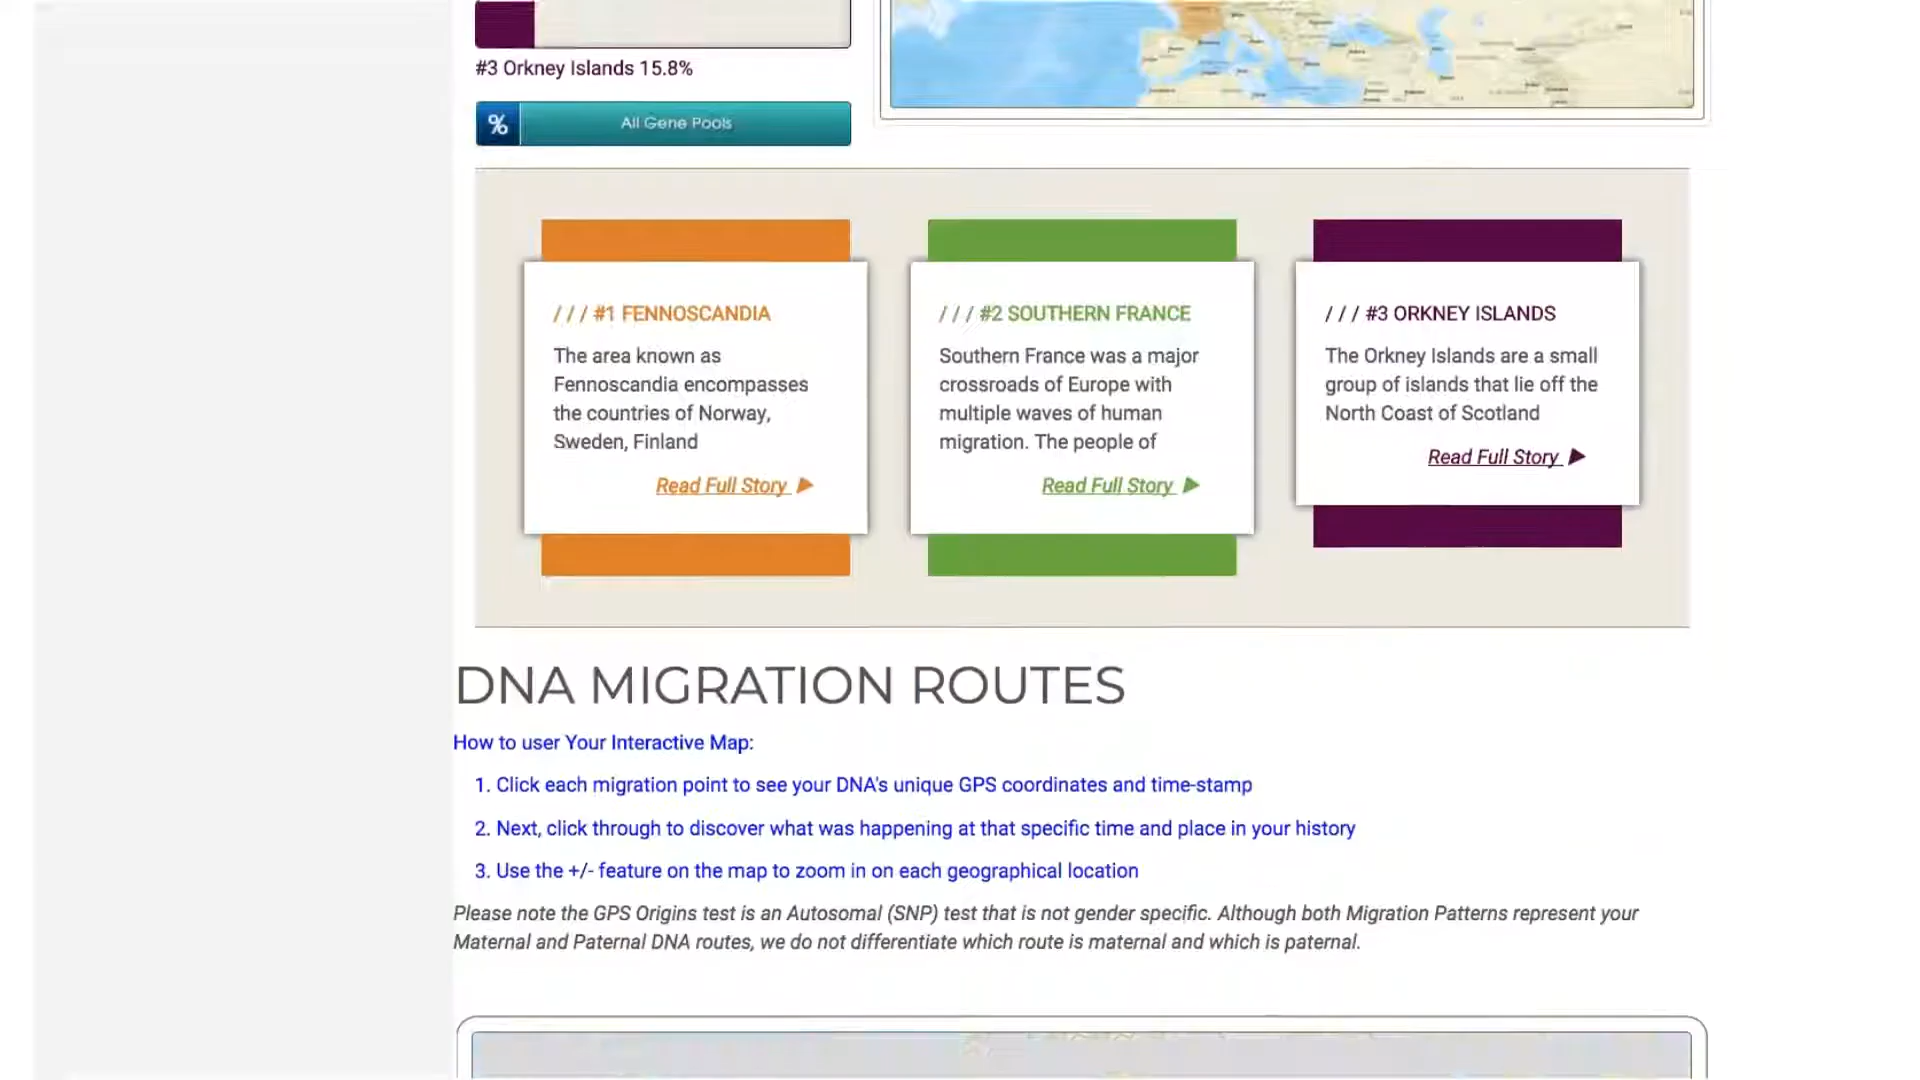 #3 Orkney Islands 15.8%
% All Gene Pools
/ / / #1 FENNOSCANDIA
The area known as
Fennoscandia encompasses
the countries of Norway,
Sweden, Finland
Read Full Story
/ / / #2 SOUTHERN FRANCE
Southern France was a major
crossroads of Europe with
multiple waves of human
migration. The people of
Read Full Story
/ / / #3 ORKNEY ISLANDS
The Orkney Islands are a small
group of islands that lie off the
North Coast of Scotland
Read Full Story
DNA MIGRATION ROUTES
How to user Your Interactive Map:
1. Click each migration point to see your DNA's unique GPS coordinates and time-stamp
2. Next, click through to discover what was happening at that specific time and place in your history
3. Use the +/- feature on the map to zoom in on each geographical location
Please note the GPS Origins test is an Autosomal (SNP) test that is not gender specific. Although both Migration Patterns represent your
Maternal and Paternal DNA routes, we do not differentiate which route is maternal and which is paternal.